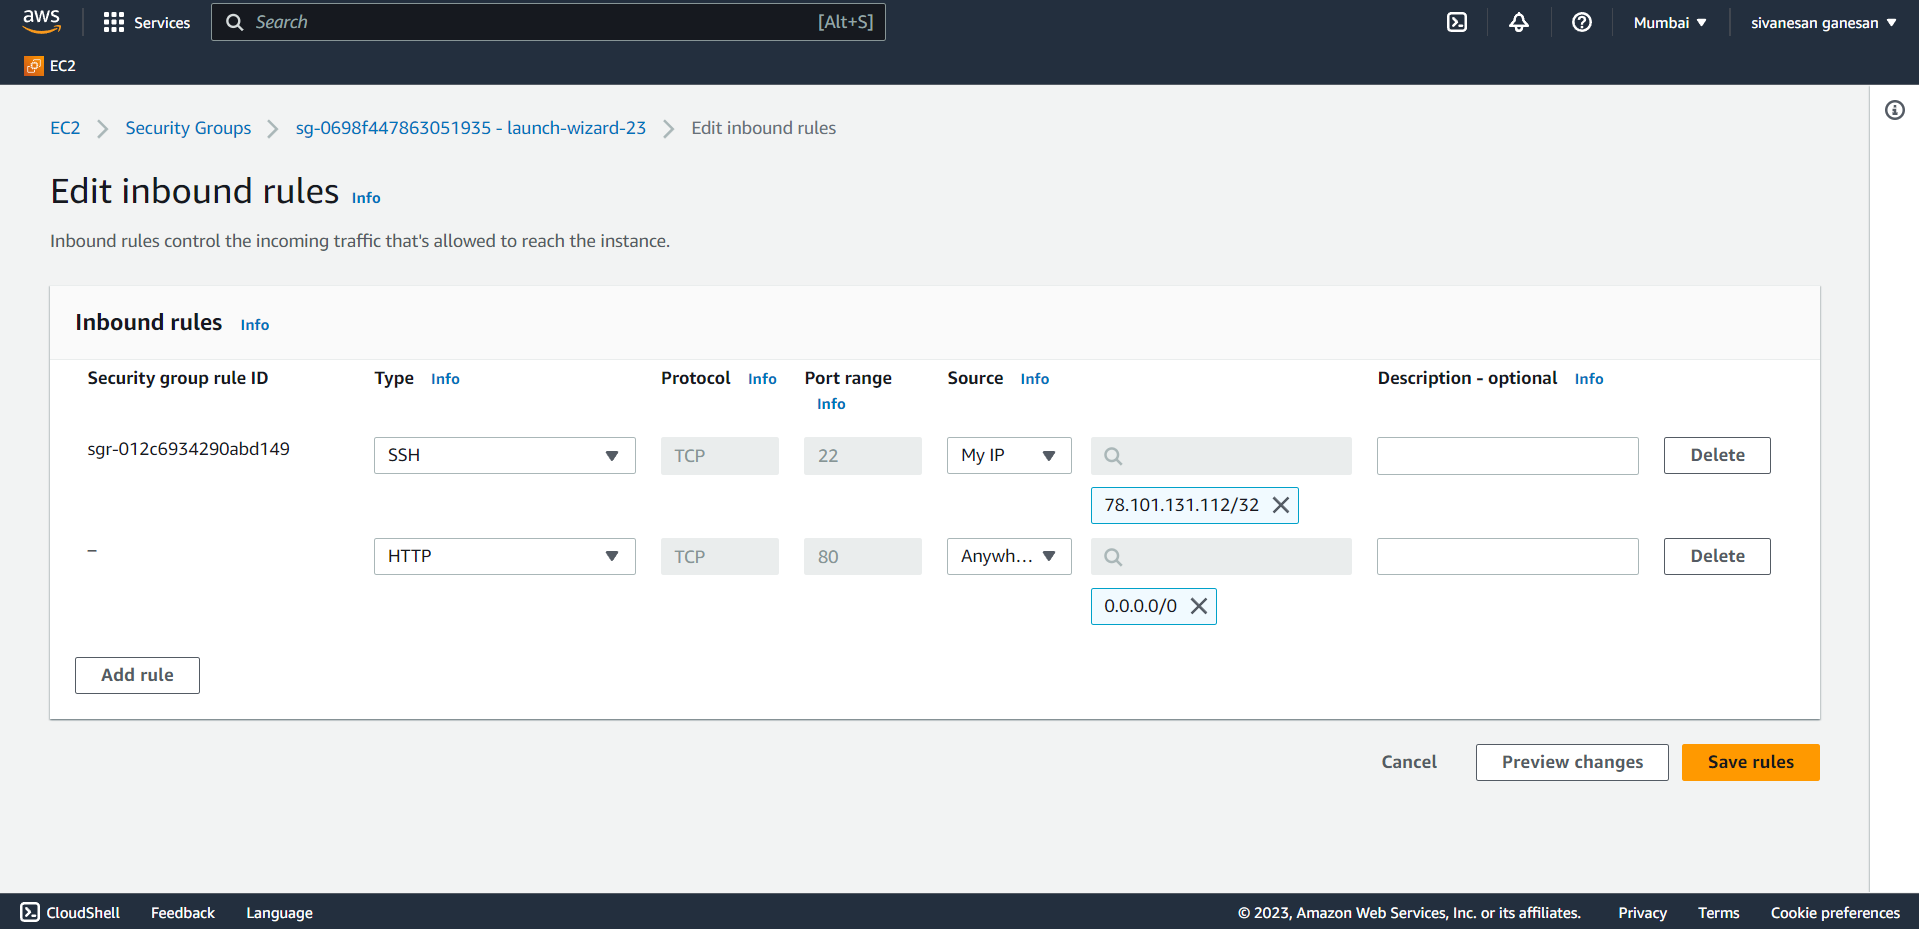 aws
Services
Search
[Alt+S]
Mumbai
sivanesan ganesan
EC2
EC2 Security Groups sg-0698f447863051935 - launch-wizard-23 Edit inbound rules
Edit inbound rules Info
Inbound rules control the incoming traffic that's allowed to reach the instance.
Inbound rules Info
Security group rule ID Type Info Protocol Info Port range Source Info Description - optional Info
Info
sgr-012c6934290abd149 SSH TCP 22 My IP Delete
78.101.131.112/32
– HTTP TCP 80 Anywh... Delete
0.0.0.0/0
Add rule
Cancel Preview changes Save rules
CloudShell Feedback Language © 2023, Amazon Web Services, Inc. or its affiliates. Privacy Terms Cookie preferences